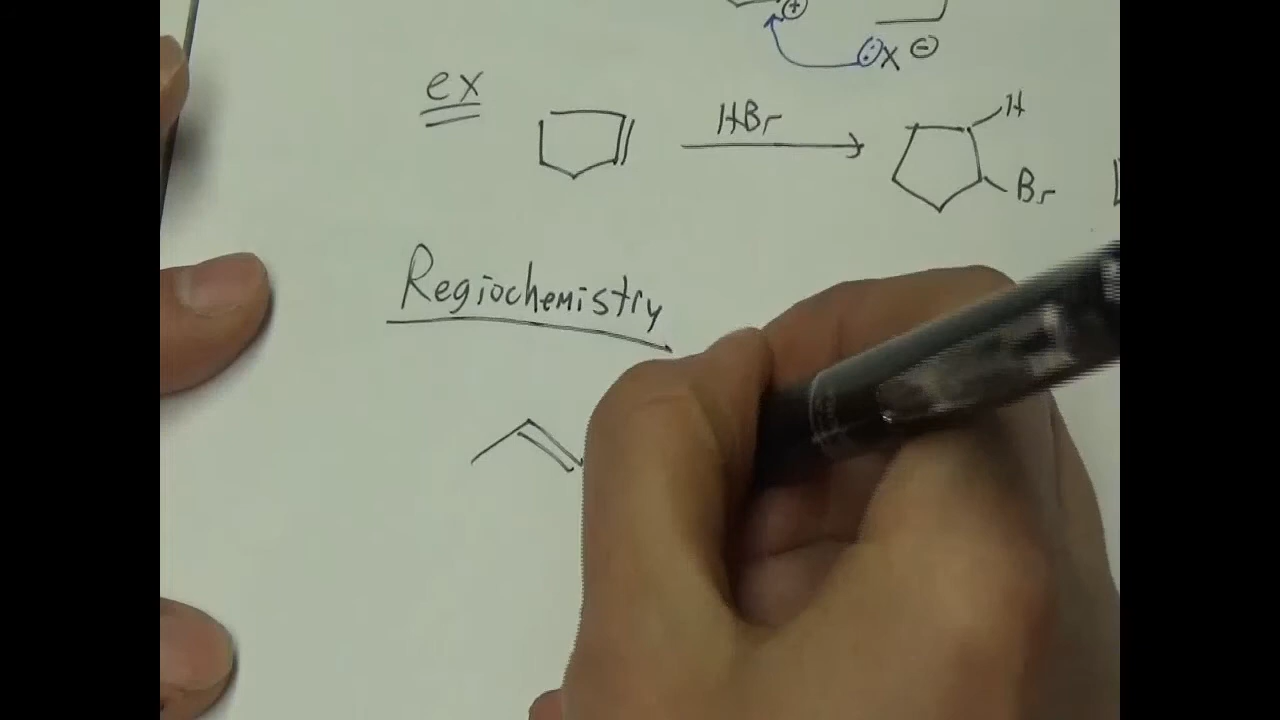 ⊕
:X ⊖
ex
HBr
H
Br
Regiochemistry